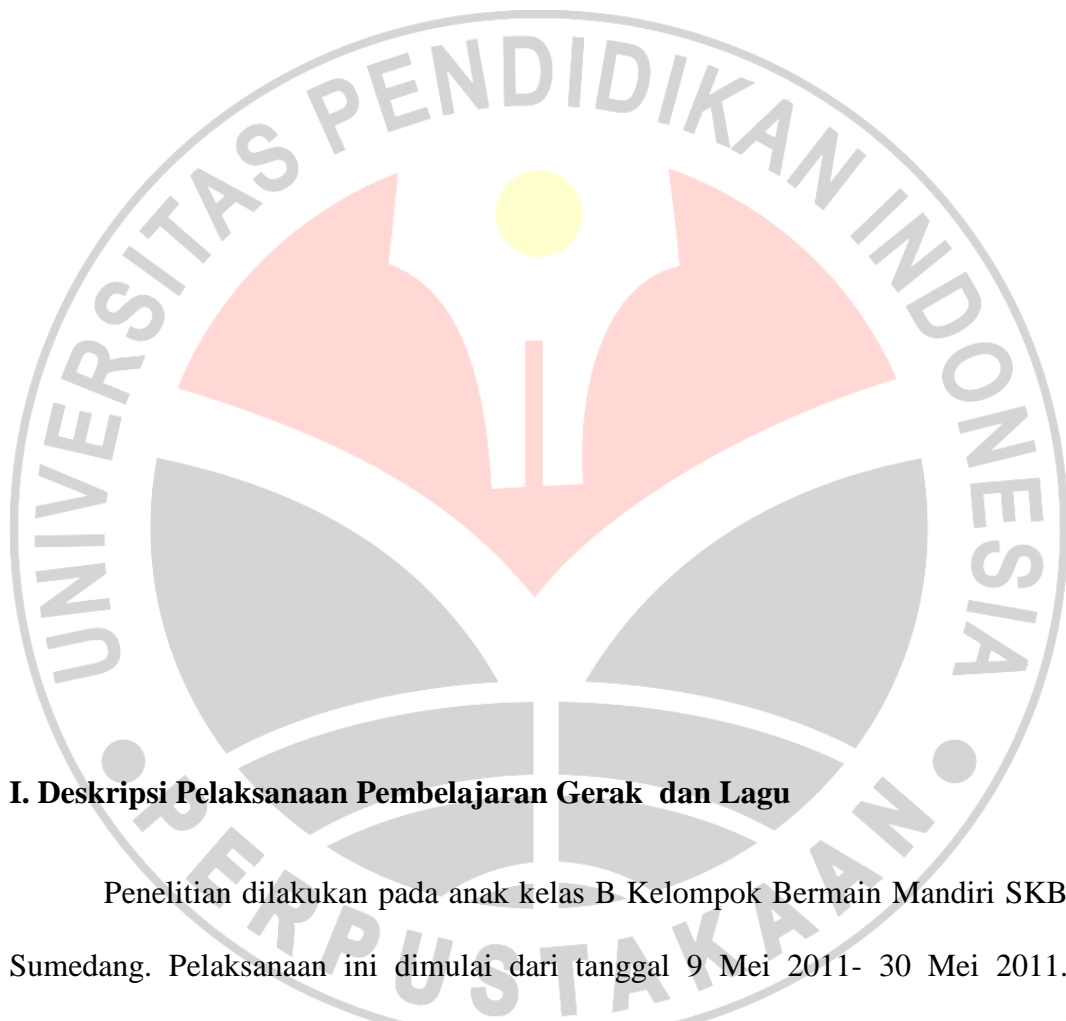 UNIVERSITAS PENDIDIKAN INDONESIA
PERPUSTAKAAN
I. Deskripsi Pelaksanaan Pembelajaran Gerak dan Lagu
Penelitian dilakukan pada anak kelas B Kelompok Bermain Mandiri SKB
Sumedang. Pelaksanaan ini dimulai dari tanggal 9 Mei 2011- 30 Mei 2011.